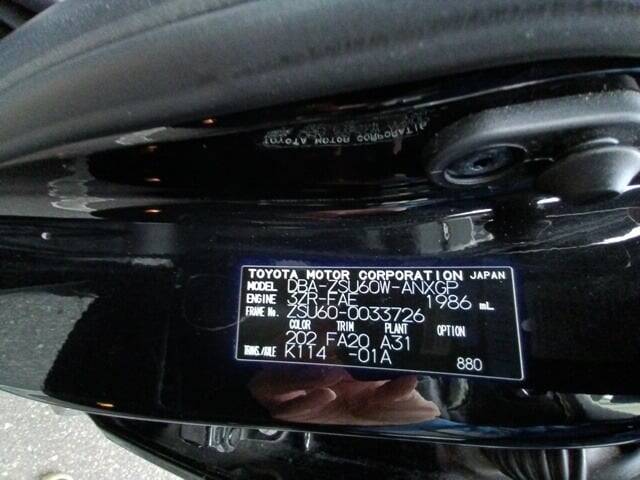 TOYOTA MOTOR CORPORATION JAPAN
MODEL DBA-ZSU60W-ANXGP
ENGINE 3ZR-FAE 1986 mL
FRAME No. ZSU60-0033726
COLOR TRIM PLANT OPTION
202 FA20 A31
TRANS./AXLE K114 -01A
880